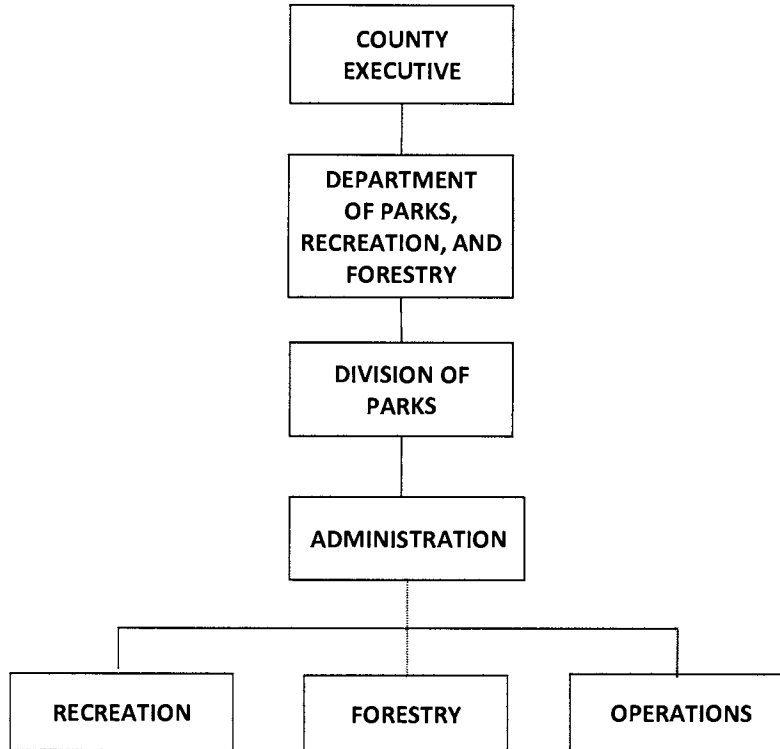 COUNTY
EXECUTIVE
DEPARTMENT
OF PARKS,
RECREATION, AND
FORESTRY
DIVISION OF
PARKS
ADMINISTRATION
RECREATION
FORESTRY
OPERATIONS